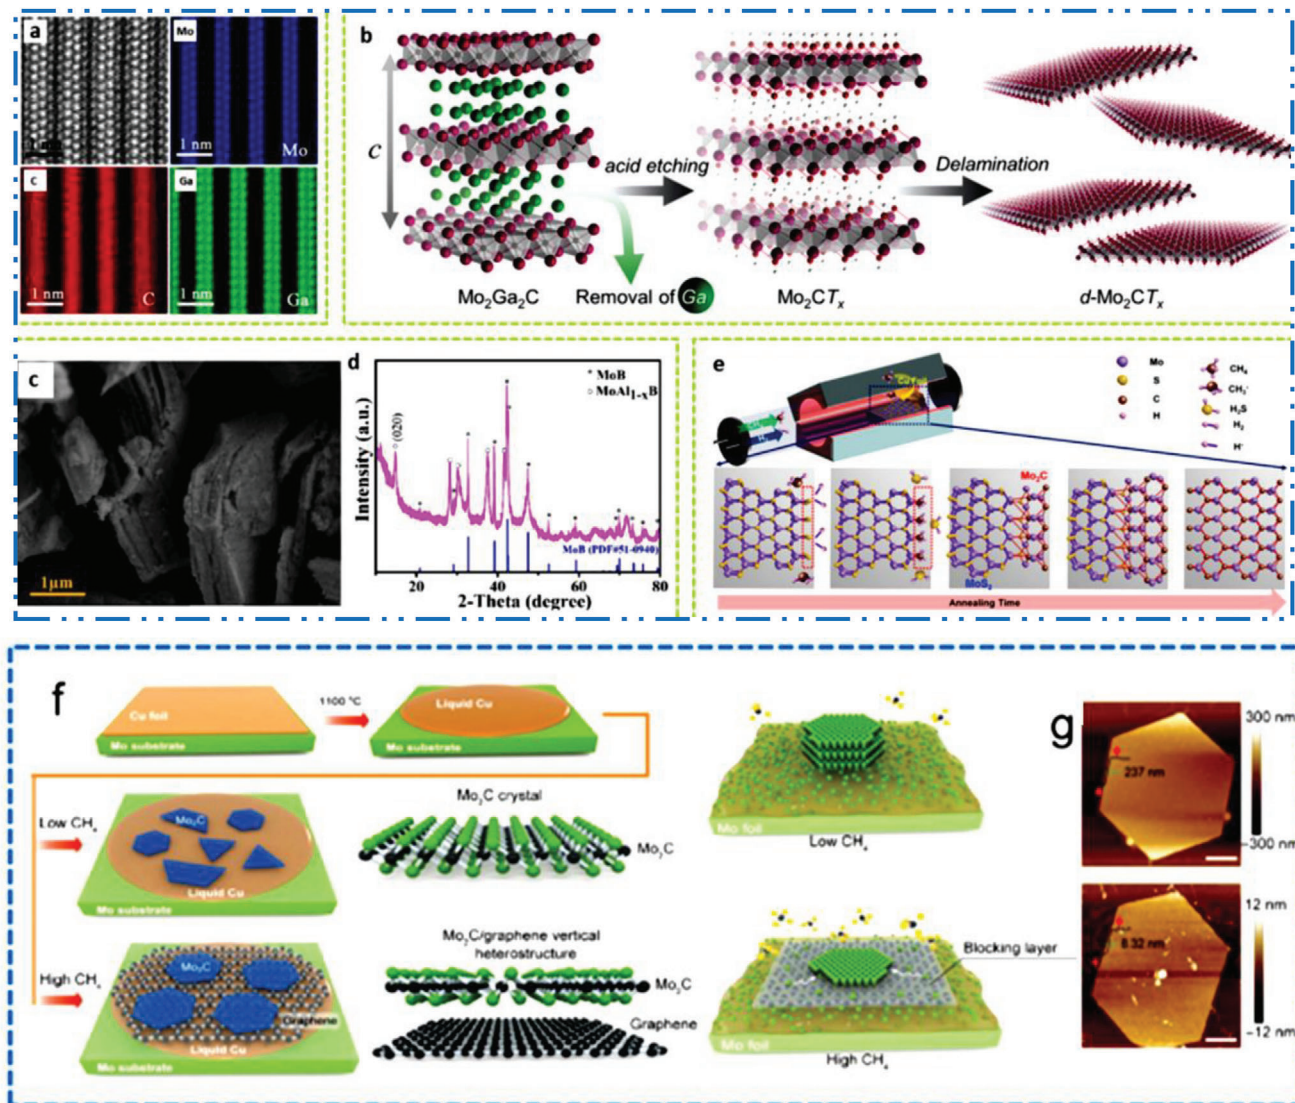 a
Mo
1 nm
1 nm
Mo
c
Ga
1 nm
C
1 nm
Ga
b
c
acid etching
Delamination
Mo₂Ga₂C
Removal of Ga
Mo₂CTₓ
d-Mo₂CTₓ
c
1µm
d
* MoB
○ MoAl₁₋ₓB
(020)
Intensity (a.u.)
MoB (PDF#51-0940)
20
40
60
80
2-Theta (degree)
e
Cu Foil
Mo
S
C
H
CH₄
CH₃·
H₂S
H₂
H·
Mo₂C
MoS₂
Annealing Time
f
Cu foil
Mo substrate
1100 °C
Liquid Cu
Mo substrate
Low CH₄
Mo₂C
Liquid Cu
Mo substrate
Mo₂C crystal
Mo₂C
Low CH₄
Mo foil
High CH₄
Mo₂C
Graphene
Liquid Cu
Mo substrate
Mo₂C/graphene vertical
heterostructure
Mo₂C
Graphene
Blocking layer
Mo foil
High CH₄
g
237 nm
300 nm
−300 nm
8.32 nm
12 nm
−12 nm